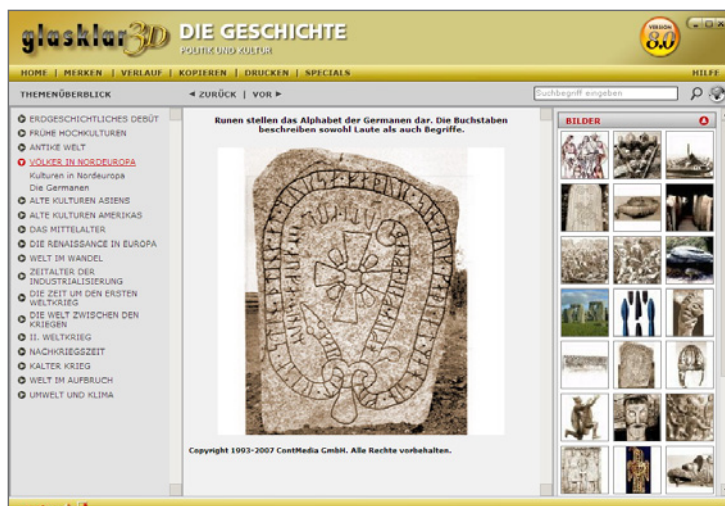 glasklar 3D
DIE GESCHICHTE
POLITIK UND KULTUR
VERSION
8.0
HOME | MERKEN | VERLAUF | KOPIEREN | DRUCKEN | SPECIALS
HILFE
THEMENÜBERBLICK
ZURÜCK | VOR
Suchbegriff eingeben
ERDGESCHICHTLICHES DEBÜT
FRÜHE HOCHKULTUREN
ANTIKE WELT
VÖLKER IN NORDEUROPA
Kulturen in Nordeuropa
Die Germanen
ALTE KULTUREN ASIENS
ALTE KULTUREN AMERIKAS
DAS MITTELALTER
DIE RENAISSANCE IN EUROPA
WELT IM WANDEL
ZEITALTER DER
INDUSTRIALISIERUNG
DIE ZEIT UM DEN ERSTEN
WELTKRIEG
DIE WELT ZWISCHEN DEN
KRIEGEN
II. WELTKRIEG
NACHKRIEGSZEIT
KALTER KRIEG
WELT IM AUFBRUCH
UMWELT UND KLIMA
Runen stellen das Alphabet der Germanen dar. Die Buchstaben
beschreiben sowohl Laute als auch Begriffe.
Copyright 1993-2007 ContMedia GmbH. Alle Rechte vorbehalten.
BILDER